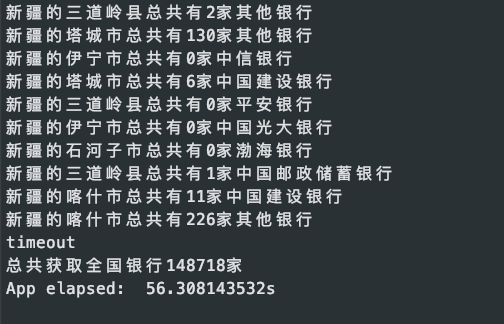 新疆的三道岭县总共有2家其他银行
新疆的塔城市总共有130家其他银行
新疆的伊宁市总共有0家中信银行
新疆的塔城市总共有6家中国建设银行
新疆的三道岭县总共有0家平安银行
新疆的伊宁市总共有0家中国光大银行
新疆的石河子市总共有0家渤海银行
新疆的三道岭县总共有1家中国邮政储蓄银行
新疆的喀什市总共有11家中国建设银行
新疆的喀什市总共有226家其他银行
timeout
总共获取全国银行148718家
App elapsed:  56.308143532s